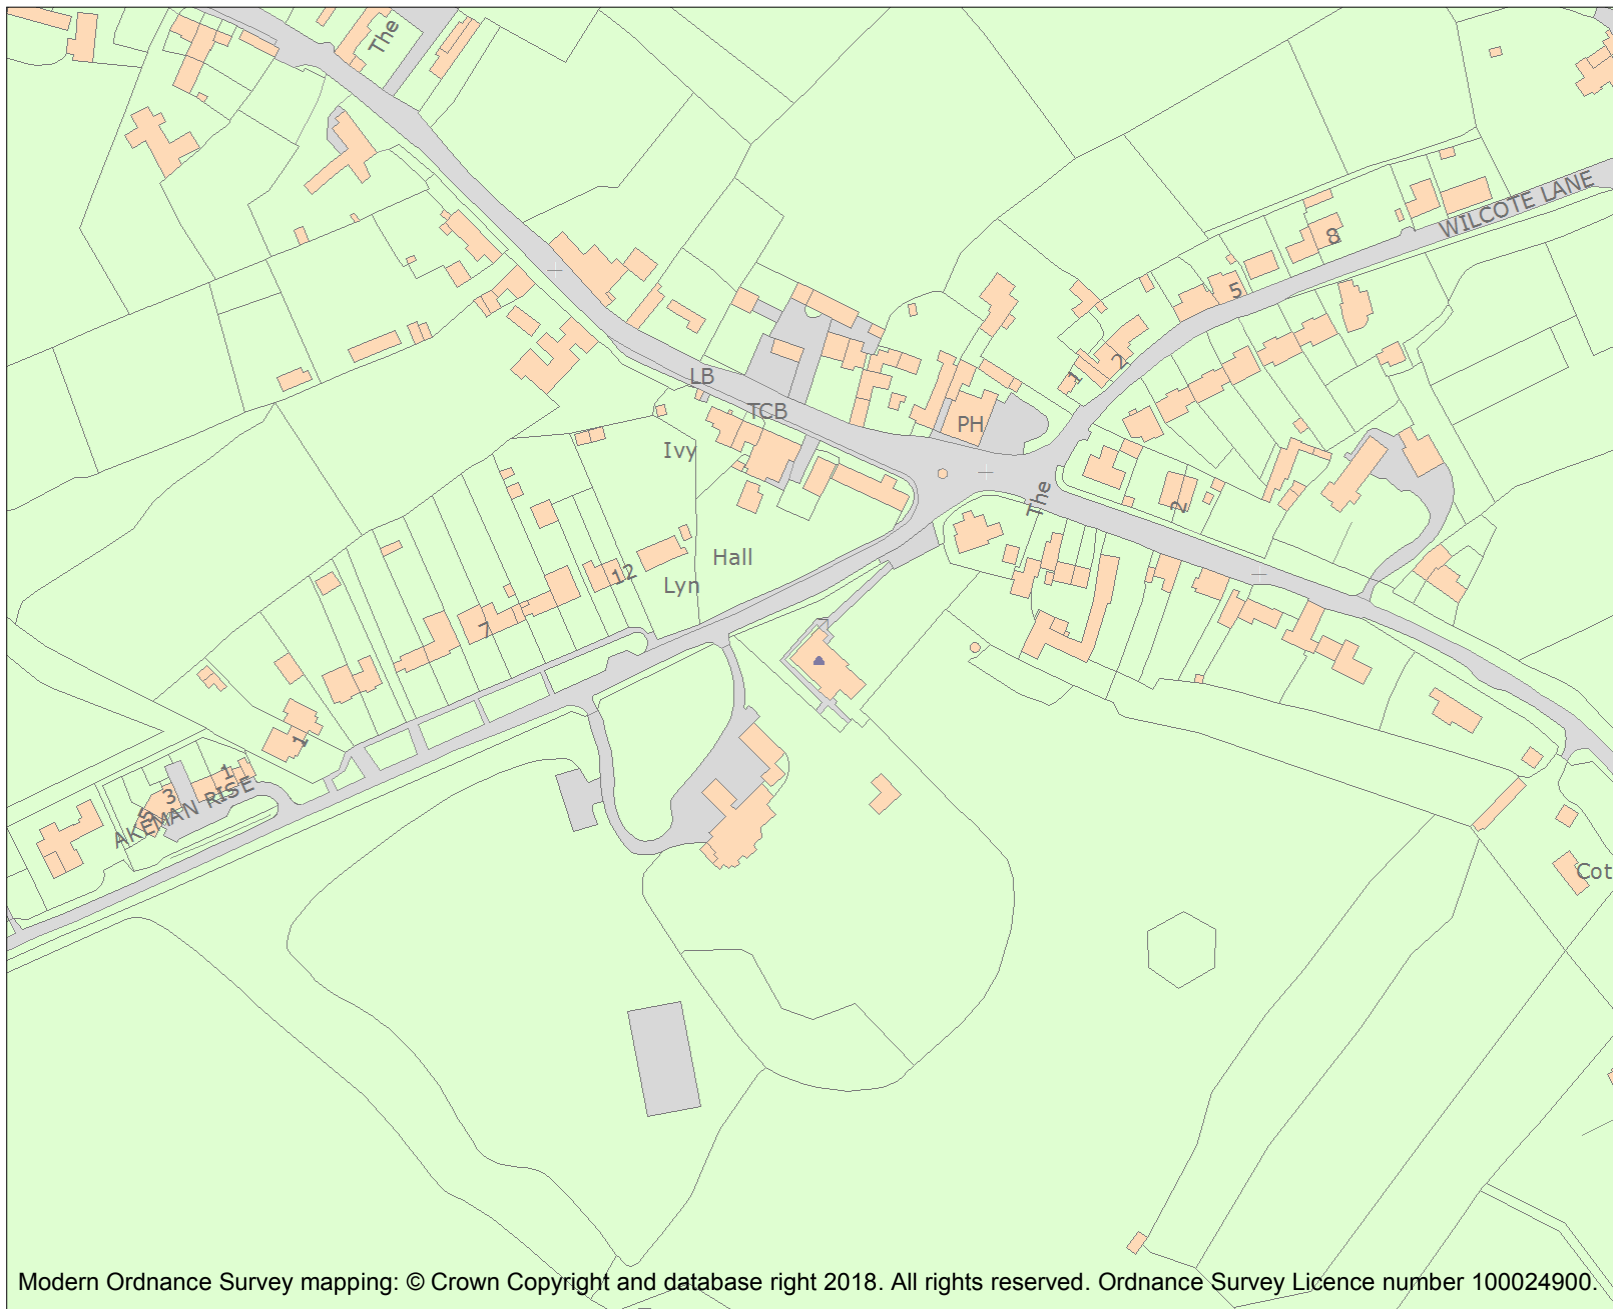 The
WILCOTE LANE
8
5
2
1
LB
TCB
PH
Ivy
The
2
Hall
12
Lyn
7
1
1
3
5
AKEMAN RISE
Cot
Modern Ordnance Survey mapping: © Crown Copyright and database right 2018. All rights reserved. Ordnance Survey Licence number 100024900.